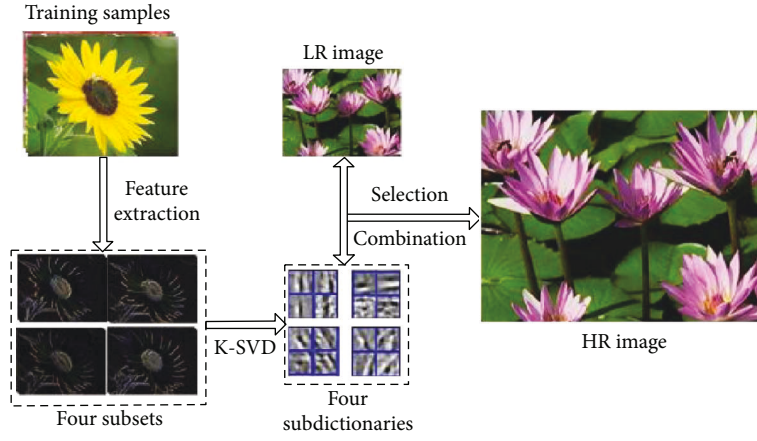 Training samples
LR image
Feature
extraction
Selection
Combination
K-SVD
HR image
Four subsets
Four
subdictionaries